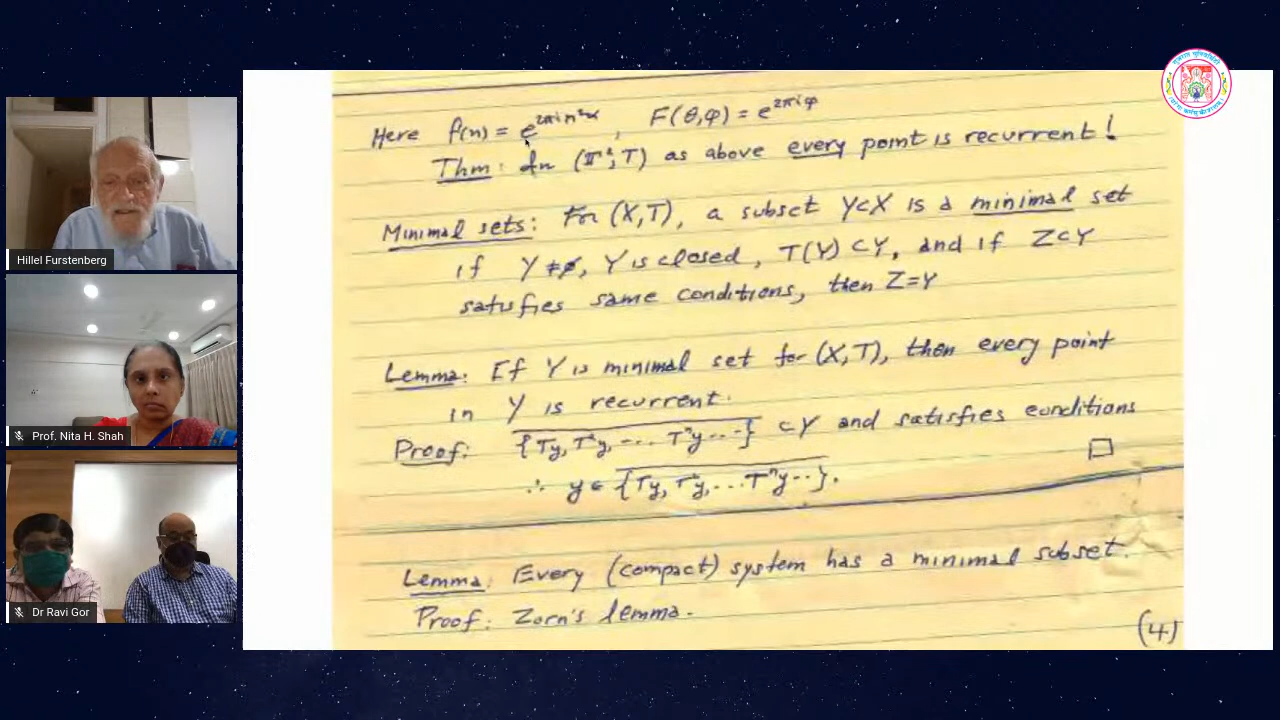 Here f(n) = e^{2πin²α}, F(θ,φ) = e^{2πiφ}
Thm: In (𝕋², T) as above every point is recurrent!
Minimal sets: For (X,T), a subset Y⊂X is a minimal set
if Y ≠ ∅, Y is closed, T(Y) ⊂ Y, and if Z⊂Y
satisfies same conditions, then Z=Y
Lemma: If Y is minimal set for (X,T), then every point
in Y is recurrent.
Proof: \overline{{Ty, T²y, .... Tⁿy...}} ⊂Y and satisfies conditions
∴ y ∈ \overline{{Ty, T²y, ... Tⁿy..}}. □
Lemma: Every (compact) system has a minimal subset.
Proof: Zorn's lemma.
(4)
Hillel Furstenberg
Prof. Nita H. Shah
Dr Ravi Gor